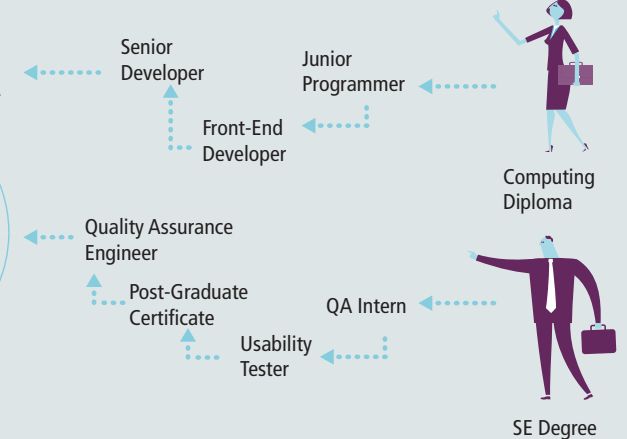 Senior
Developer
Junior
Programmer
Front-End
Developer
Computing
Diploma
Quality Assurance
Engineer
Post-Graduate
Certificate
QA Intern
Usability
Tester
SE Degree